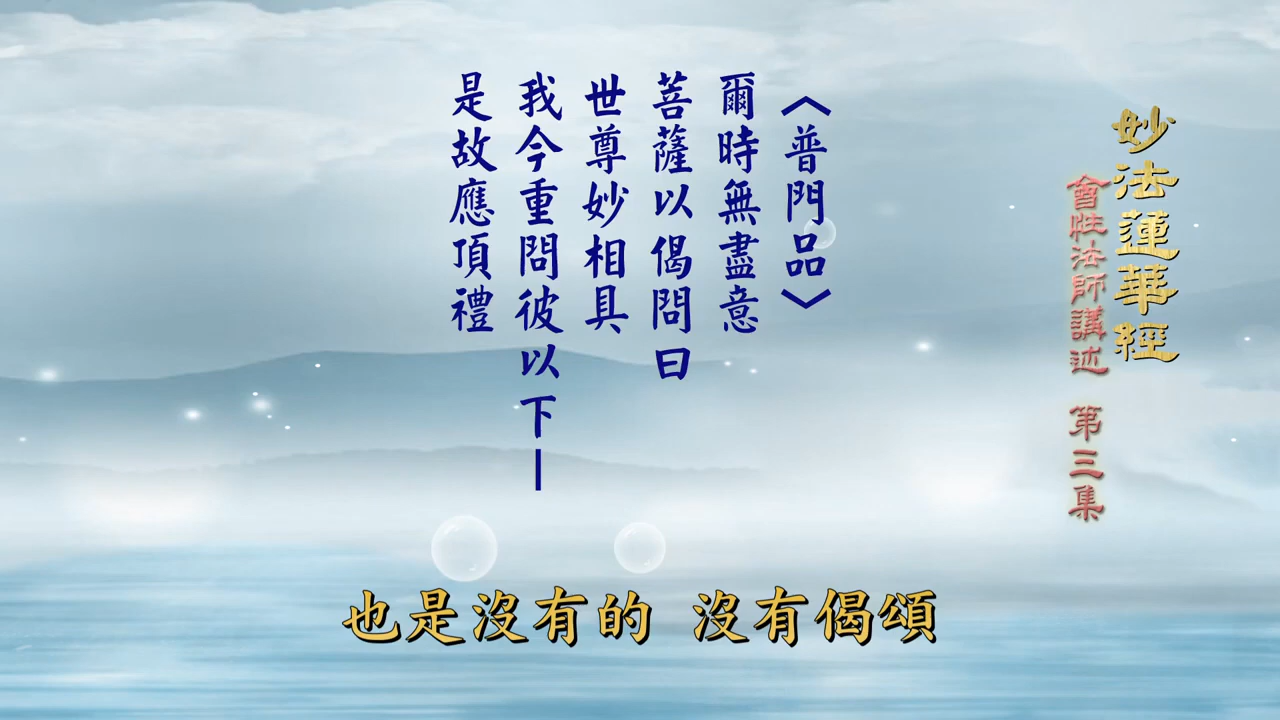 妙法蓮華經
會性法師講述 第三集
〈普門品〉
爾時無盡意
菩薩以偈問曰
世尊妙相具
我今重問彼以下—
是故應頂禮
也是沒有的 沒有偈頌